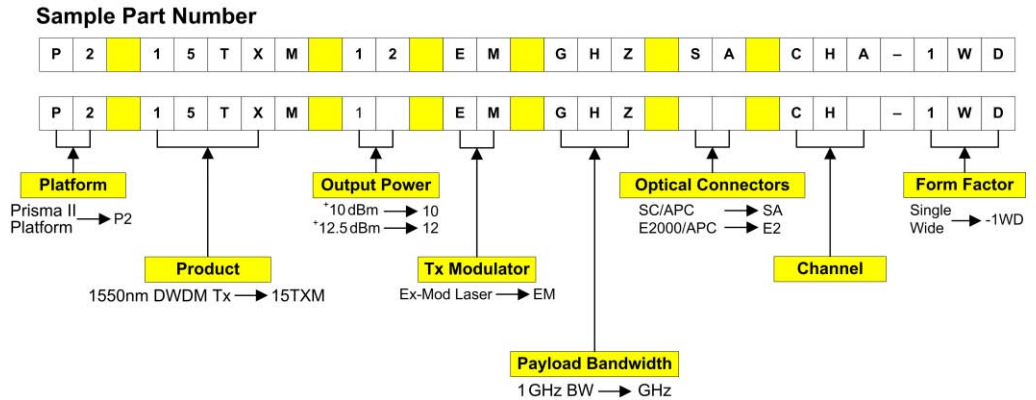 Sample Part Number
P 2 1 5 T X M 1 2 E M G H Z S A C H A – 1 W D
P 2 1 5 T X M 1 E M G H Z C H – 1 W D
Platform
Prisma II
Platform → P2
Product
1550nm DWDM Tx → 15TXM
Output Power
+10 dBm → 10
+12.5 dBm → 12
Tx Modulator
Ex-Mod Laser → EM
Payload Bandwidth
1 GHz BW → GHz
Optical Connectors
SC/APC → SA
E2000/APC → E2
Channel
Form Factor
Single
Wide → -1WD